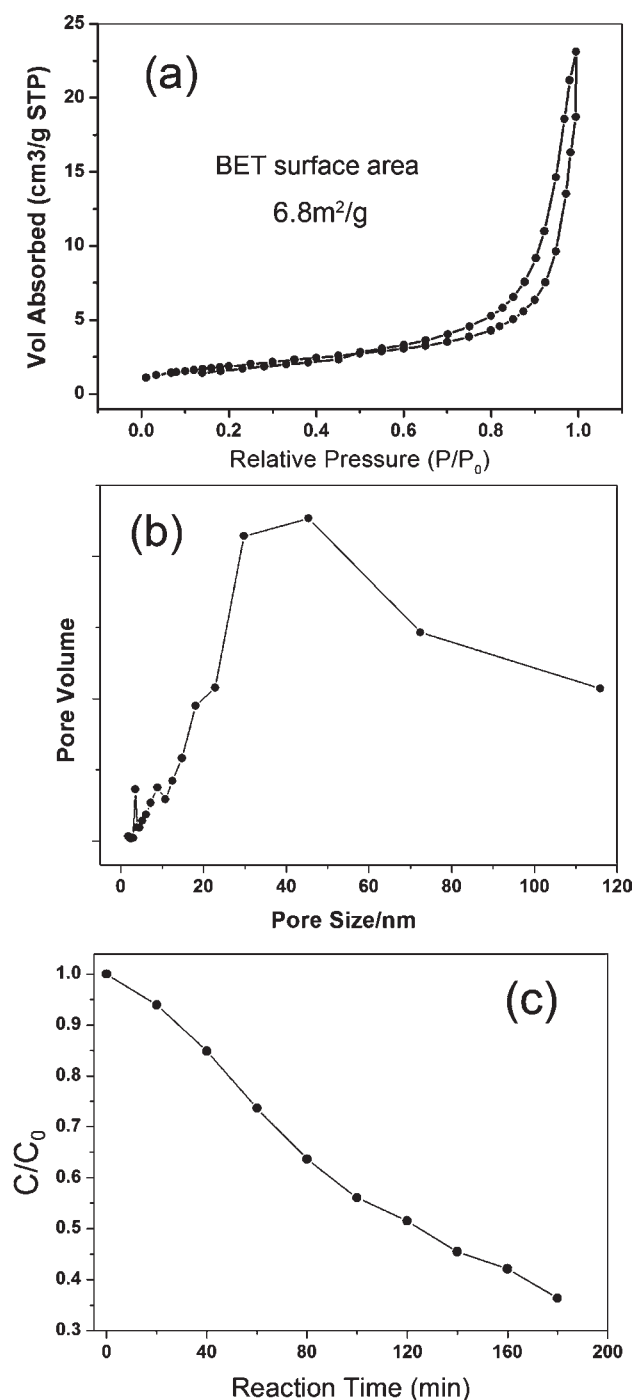 (a)
BET surface area
6.8m²/g
Vol Absorbed (cm3/g STP)
25
20
15
10
5
0
0.0 0.2 0.4 0.6 0.8 1.0
Relative Pressure (P/P₀)
(b)
Pore Volume
0 20 40 60 80 100 120
Pore Size/nm
(c)
C/C₀
1.0
0.9
0.8
0.7
0.6
0.5
0.4
0.3
0 40 80 120 160 200
Reaction Time (min)